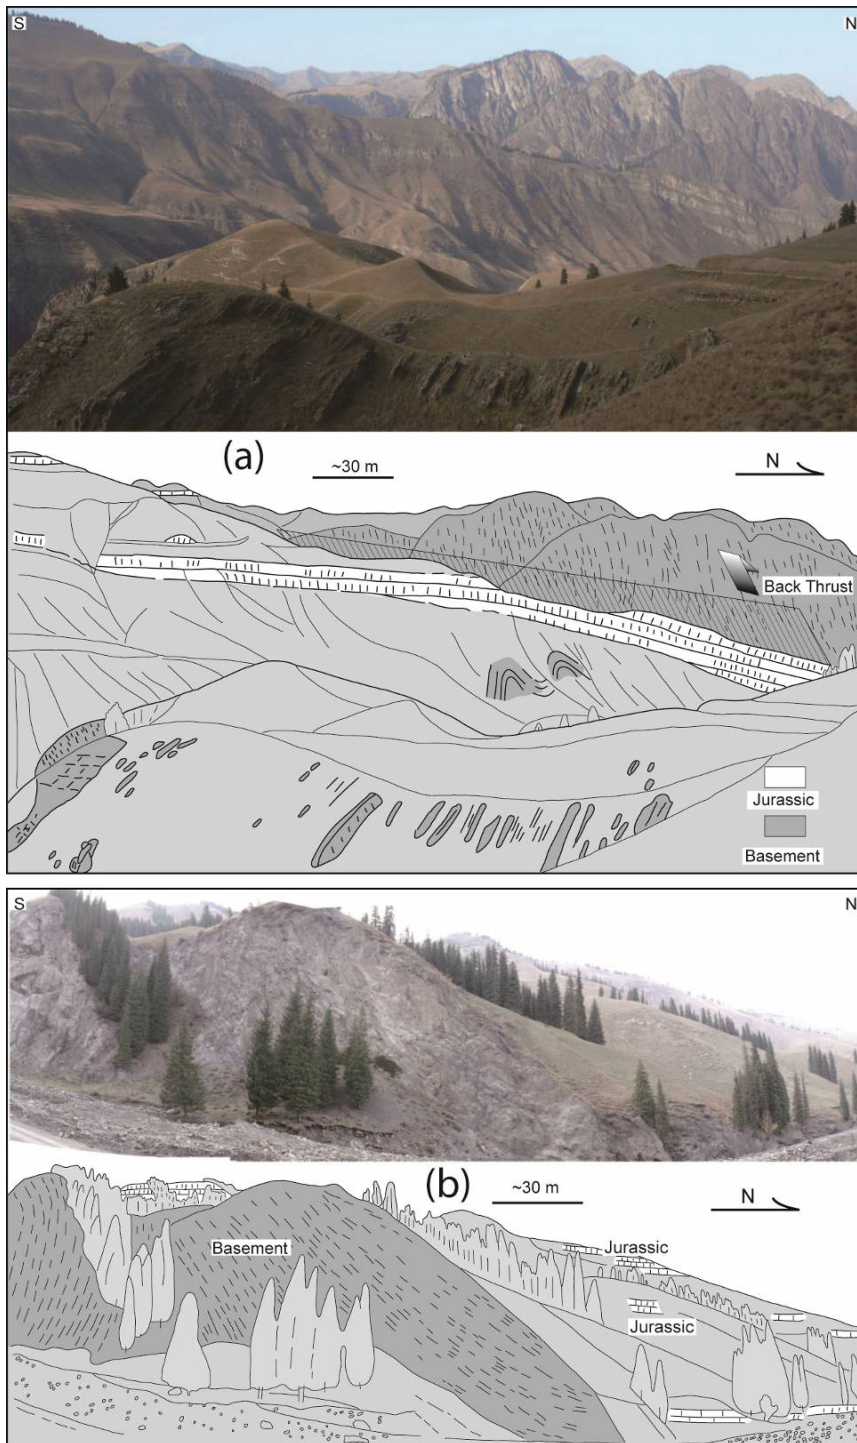 S
N
(a)
~30 m
N
Back Thrust
Jurassic
Basement
S
N
(b)
~30 m
N
Basement
Jurassic
Jurassic